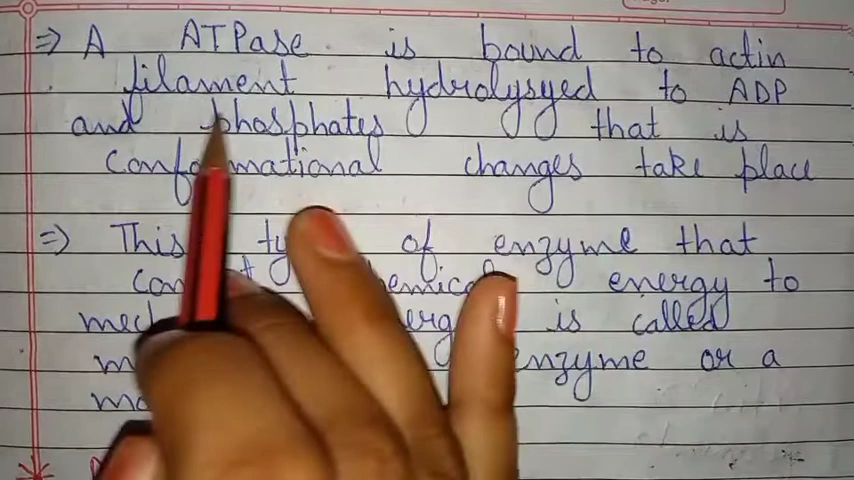 ⇒ A ATPase is bound to actin
filament hydrolysyed to ADP
and phosphates that is
conformational changes take place
⇒ This of enzyme that
energy to
is called
enzyme or a